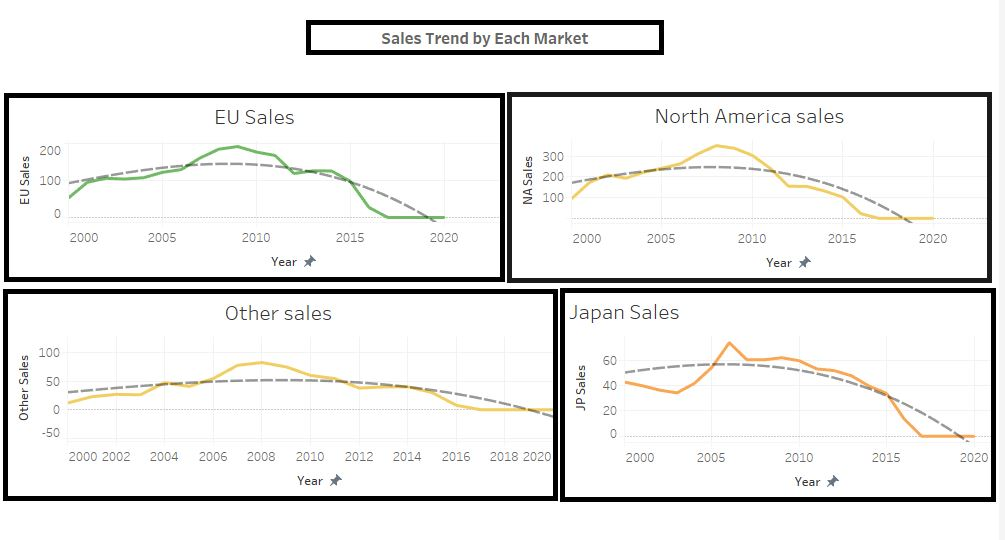 Sales Trend by Each Market
EU Sales
EU Sales
200
100
0
2000 2005 2010 2015 2020
Year
North America sales
NA Sales
300
200
100
2000 2005 2010 2015 2020
Year
Other sales
Other Sales
100
50
0
-50
2000 2002 2004 2006 2008 2010 2012 2014 2016 2018 2020
Year
Japan Sales
JP Sales
60
40
20
0
2000 2005 2010 2015 2020
Year